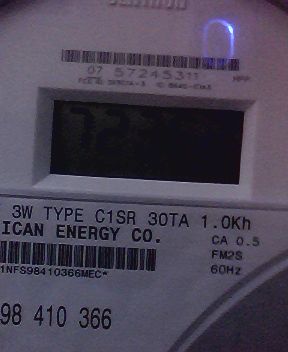 07 57245311
3W TYPE C1SR 30TA 1.0Kh
ICAN ENERGY CO.
CA 0.5
FM2S
60Hz
1NFS98410366MEC*
98 410 366